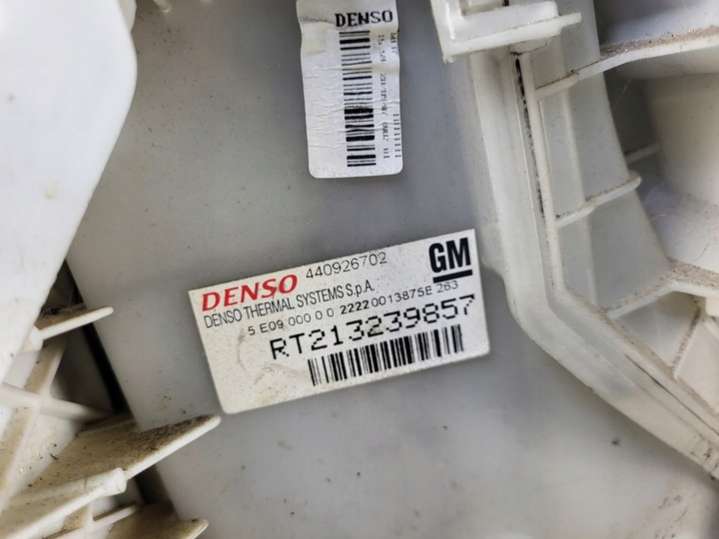 DENSO
DENSO 440926702 GM
DENSO THERMAL SYSTEMS S.p.A.
5 E09 000 0 0 2222 0013875E 263
RT213239857